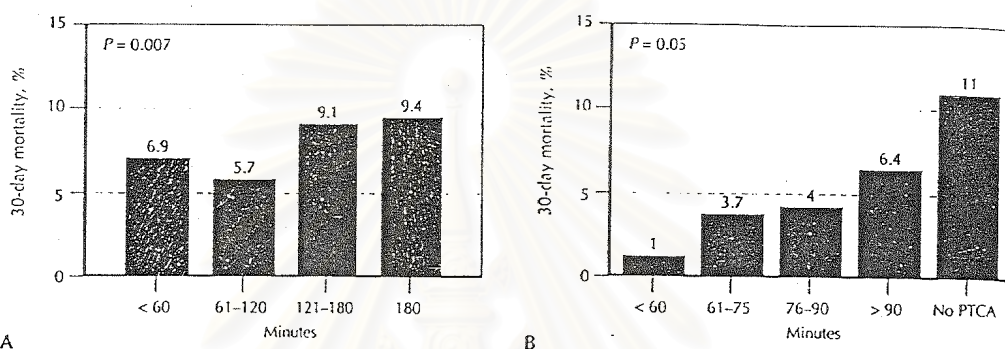 15
10
5
0
30-day mortality, %
P = 0.007
6.9
5.7
9.1
9.4
< 60
61–120
121–180
180
Minutes
A
15
10
5
0
30-day mortality, %
P = 0.05
1
3.7
4
6.4
11
< 60
61–75
76–90
> 90
No PTCA
Minutes
B